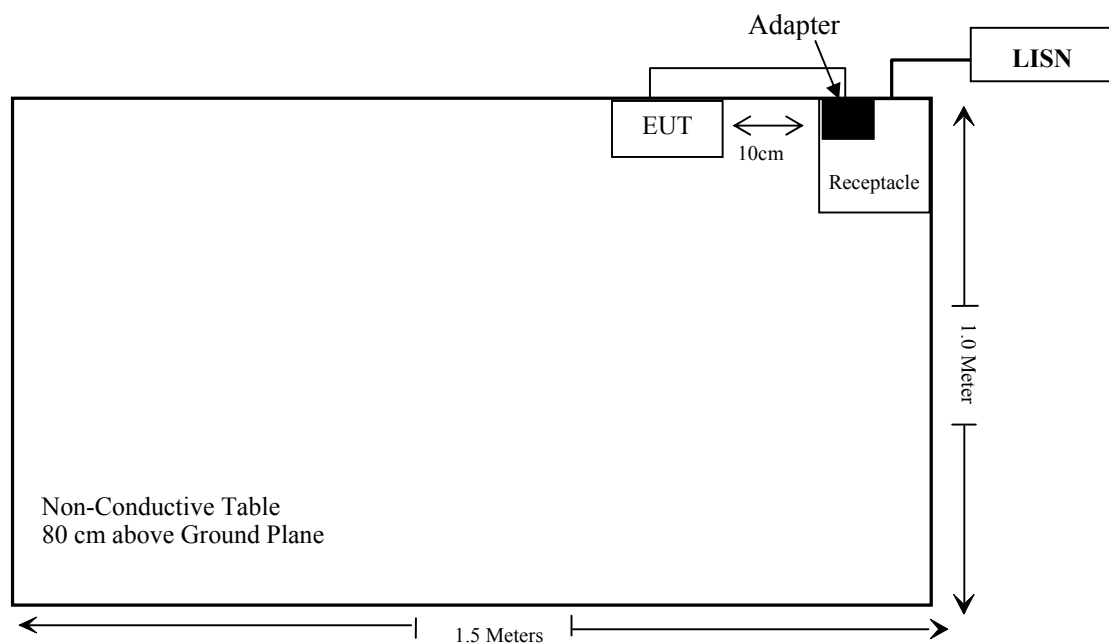 Adapter
LISN
EUT
10cm
Receptacle
1.0 Meter
Non-Conductive Table
80 cm above Ground Plane
1.5 Meters